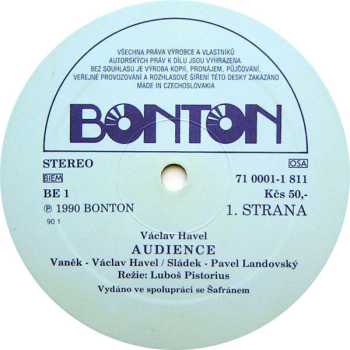 VŠECHNA PRÁVA VÝROBCE A VLASTNÍKŮ
AUTORSKÝCH PRÁV K DÍLU JSOU VYHRAZENA
BEZ SOUHLASU JE VÝROBA KOPIÍ, PRONÁJEM, PŮJČOVÁNÍ,
VEŘEJNÉ PROVOZOVÁNÍ A ROZHLASOVÉ ŠÍŘENÍ TÉTO DESKY ZAKÁZÁNO
MADE IN CZECHOSLOVAKIA
BONTON
STEREO OSA
BIEM 71 0001-1 811
BE 1 Kčs 50,-
℗ 1990 BONTON 1. STRANA
90 1
Václav Havel
AUDIENCE
Vaněk - Václav Havel / Sládek - Pavel Landovský
Režie: Luboš Pistorius
Vydáno ve spolupráci se Šafránem